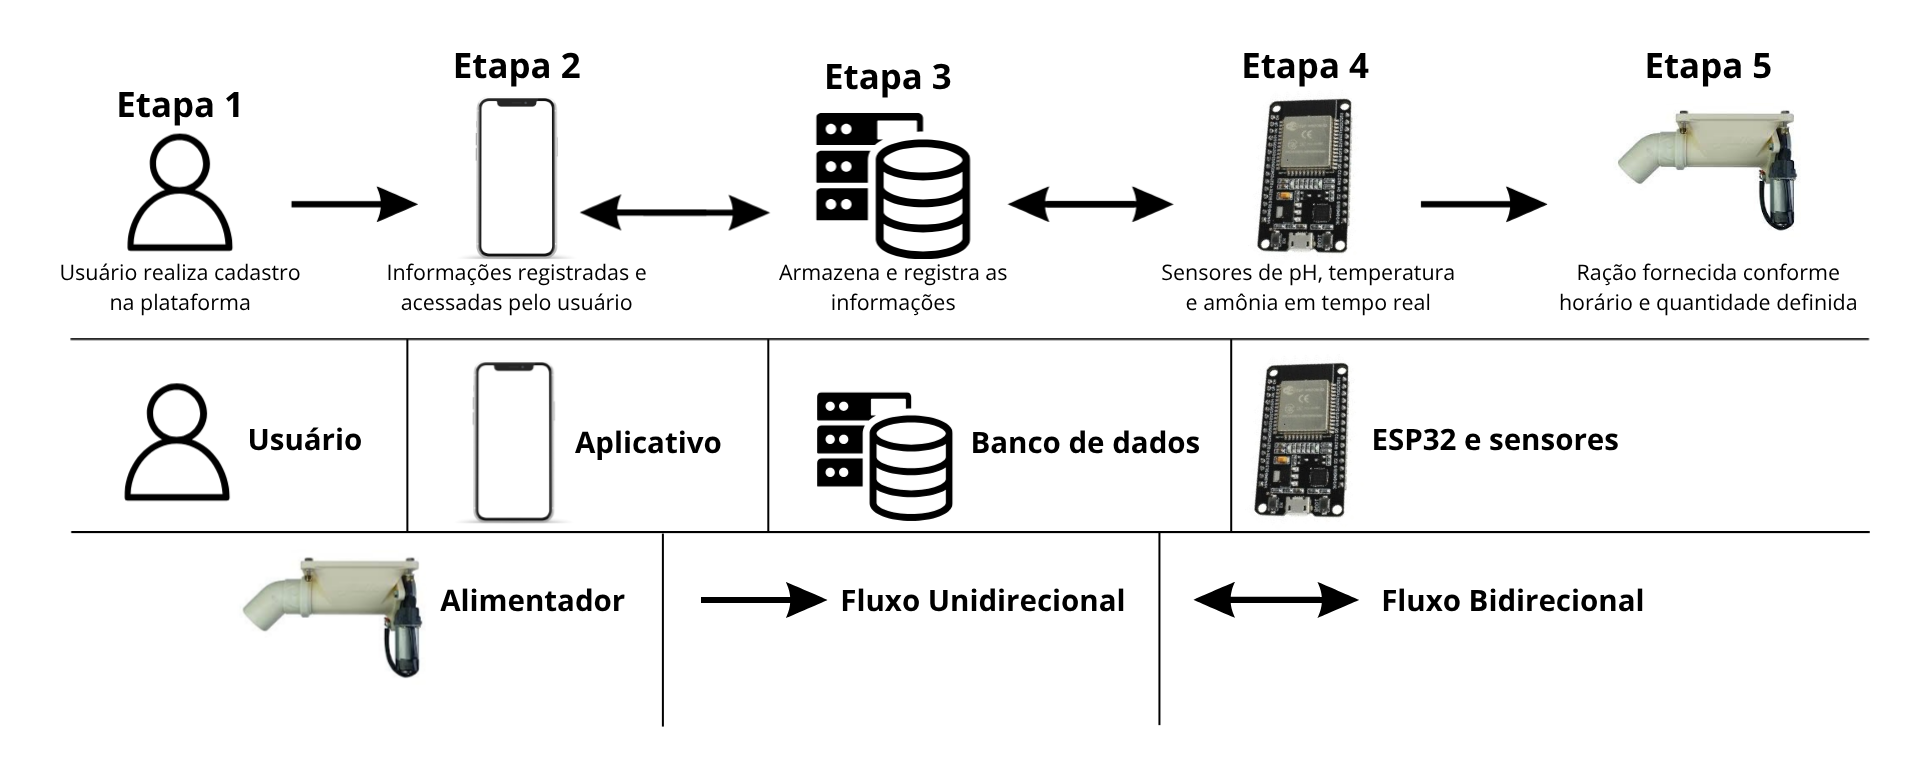 Etapa 1
Etapa 2
Etapa 3
Etapa 4
Etapa 5
Usuário realiza cadastro
na plataforma
Informações registradas e
acessadas pelo usuário
Armazena e registra as
informações
Sensores de pH, temperatura
e amônia em tempo real
Ração fornecida conforme
horário e quantidade definida
Usuário
Aplicativo
Banco de dados
ESP32 e sensores
Alimentador
Fluxo Unidirecional
Fluxo Bidirecional